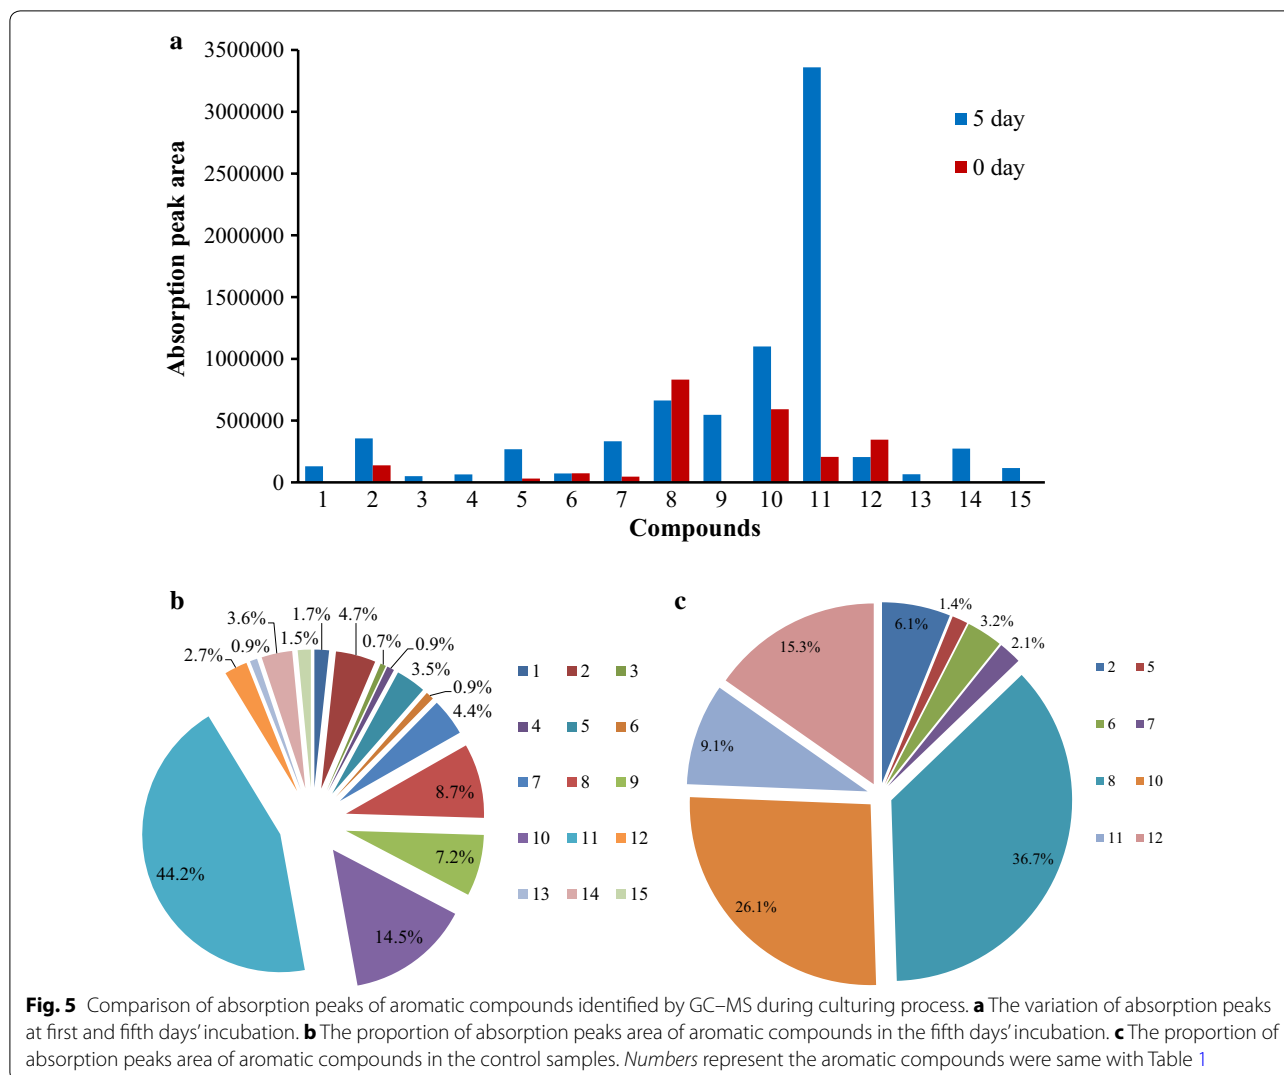 a
3500000
3000000
2500000
2000000
1500000
1000000
500000
0
Absorption peak area
5 day
0 day
1 2 3 4 5 6 7 8 9 10 11 12 13 14 15
Compounds
b
1.7%
4.7%
0.7%
0.9%
3.5%
0.9%
4.4%
8.7%
7.2%
14.5%
44.2%
2.7%
0.9%
3.6%
1.5%
1 2 3
4 5 6
7 8 9
10 11 12
13 14 15
c
6.1%
1.4%
3.2%
2.1%
36.7%
26.1%
9.1%
15.3%
2 5
6 7
8 10
11 12
Fig. 5 Comparison of absorption peaks of aromatic compounds identified by GC–MS during culturing process. a The variation of absorption peaks
at first and fifth days’ incubation. b The proportion of absorption peaks area of aromatic compounds in the fifth days’ incubation. c The proportion of
absorption peaks area of aromatic compounds in the control samples. Numbers represent the aromatic compounds were same with Table 1